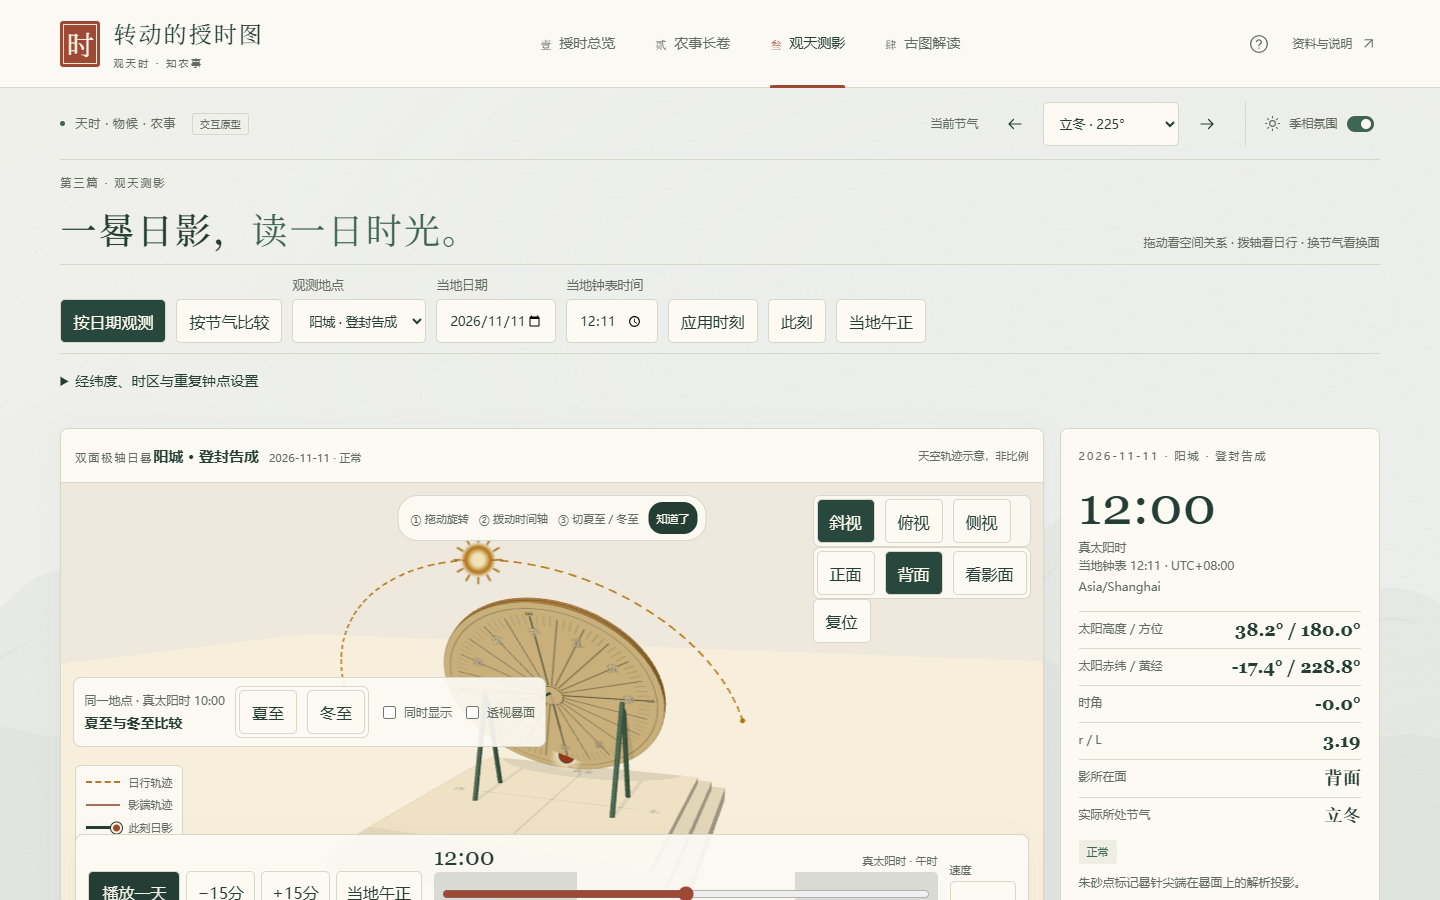 时
转动的授时图
观天时 · 知农事
壹 授时总览
贰 农事长卷
叁 观天测影
肆 古图解读
?
资料与说明
天时 · 物候 · 农事
交互原型
当前节气
立冬 · 225°
季相氛围
第三篇 · 观天测影
一晷日影，读一日时光。
拖动看空间关系 · 拨轴看日行 · 换节气看换面
按日期观测
按节气比较
观测地点
阳城 · 登封告成
当地日期
2026/11/11
当地钟表时间
12:11
应用时刻
此刻
当地午正
经纬度、时区与重复钟点设置
双面极轴日晷阳城 · 登封告成 2026-11-11 · 正常
天空轨迹示意，非比例
① 拖动旋转 ② 拨动时间轴 ③ 切夏至 / 冬至 知道了
斜视 俯视 侧视
正面 背面 看影面
复位
同一地点 · 真太阳时 10:00
夏至与冬至比较
夏至 冬至
同时显示 透视晷面
日行轨迹
影端轨迹
此刻日影
12:00
真太阳时 · 午时
速度
播放一天 −15分 +15分 当地午正
2026-11-11 · 阳城 · 登封告成
12:00
真太阳时
当地钟表 12:11 · UTC+08:00
Asia/Shanghai
太阳高度 / 方位 38.2° / 180.0°
太阳赤纬 / 黄经 -17.4° / 228.8°
时角 -0.0°
r / L 3.19
影所在面 背面
实际所处节气 立冬
正常
朱砂点标记晷针尖端在晷面上的解析投影。